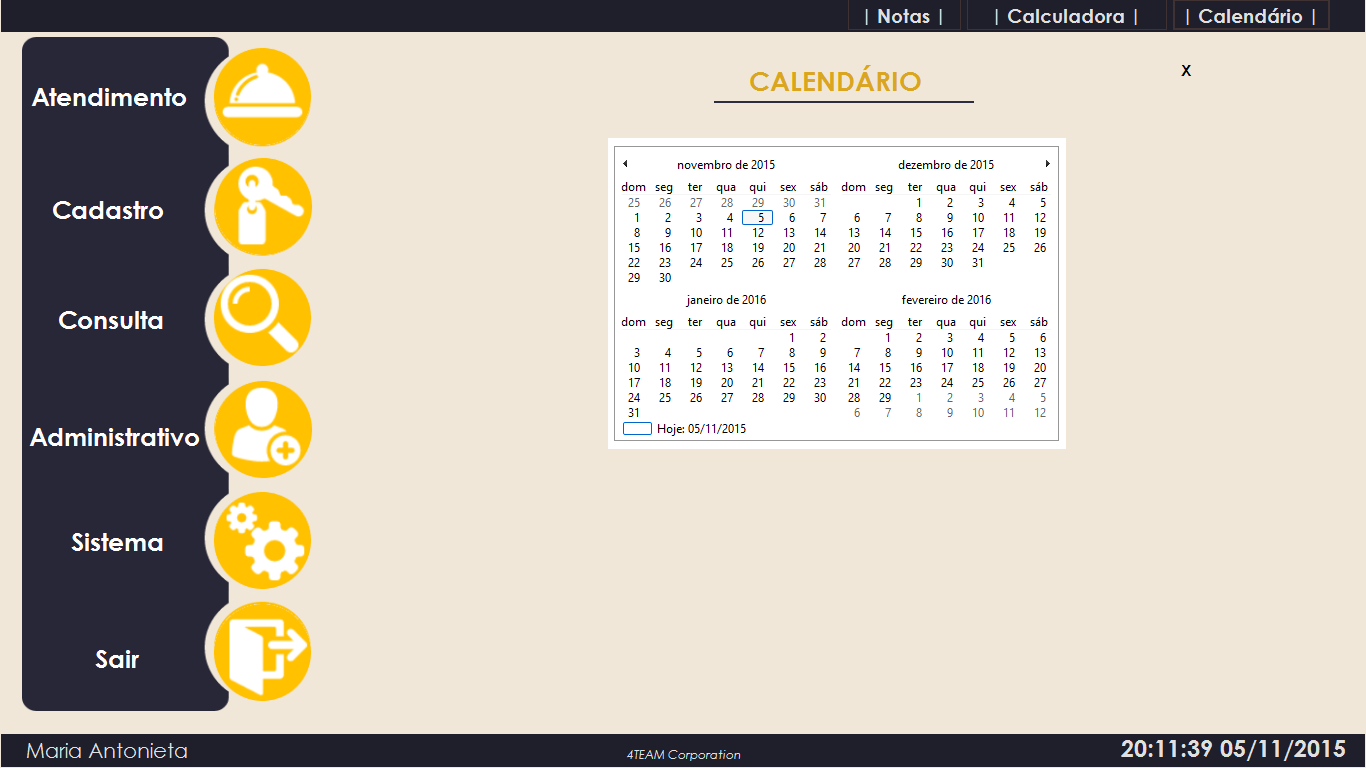 | Notas | | Calculadora | | Calendário |
Atendimento
Cadastro
Consulta
Administrativo
Sistema
Sair
CALENDÁRIO
X
novembro de 2015
dom seg ter qua qui sex sáb
25 26 27 28 29 30 31
1 2 3 4 5 6 7
8 9 10 11 12 13 14
15 16 17 18 19 20 21
22 23 24 25 26 27 28
29 30
dezembro de 2015
dom seg ter qua qui sex sáb
1 2 3 4 5
6 7 8 9 10 11 12
13 14 15 16 17 18 19
20 21 22 23 24 25 26
27 28 29 30 31
janeiro de 2016
dom seg ter qua qui sex sáb
1 2
3 4 5 6 7 8 9
10 11 12 13 14 15 16
17 18 19 20 21 22 23
24 25 26 27 28 29 30
31
fevereiro de 2016
dom seg ter qua qui sex sáb
1 2 3 4 5 6
7 8 9 10 11 12 13
14 15 16 17 18 19 20
21 22 23 24 25 26 27
28 29 1 2 3 4 5
6 7 8 9 10 11 12
Hoje: 05/11/2015
Maria Antonieta
4TEAM Corporation
20:11:39 05/11/2015